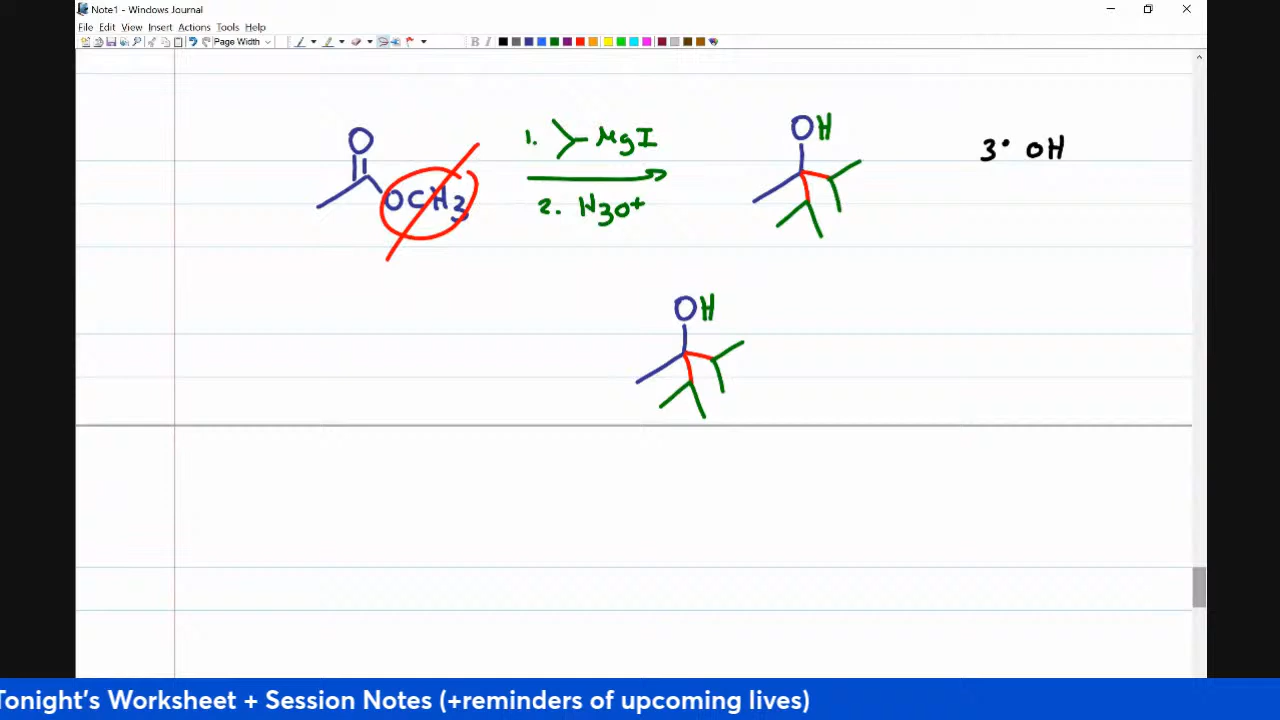 Note1 - Windows Journal
File Edit View Insert Actions Tools Help
Page Width B I
O
OCH3
1. MgI
2. H3O+
OH
3° OH
OH
Tonight's Worksheet + Session Notes (+reminders of upcoming lives)